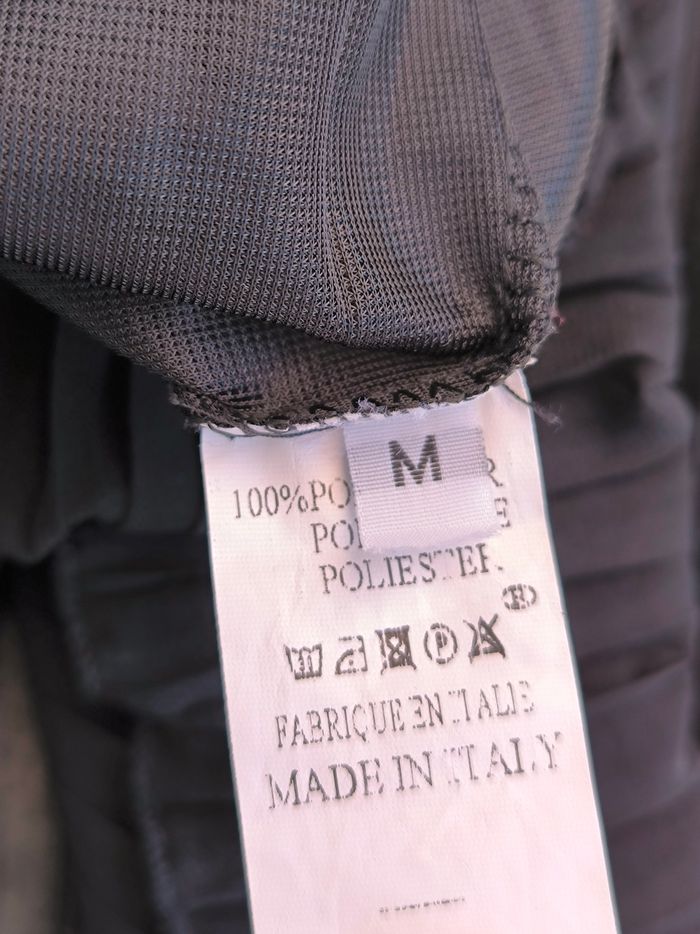 M
100%PO R
PO E
POLIESTER
®
P
FABRIQUE EN ITALIE
MADE IN ITALY